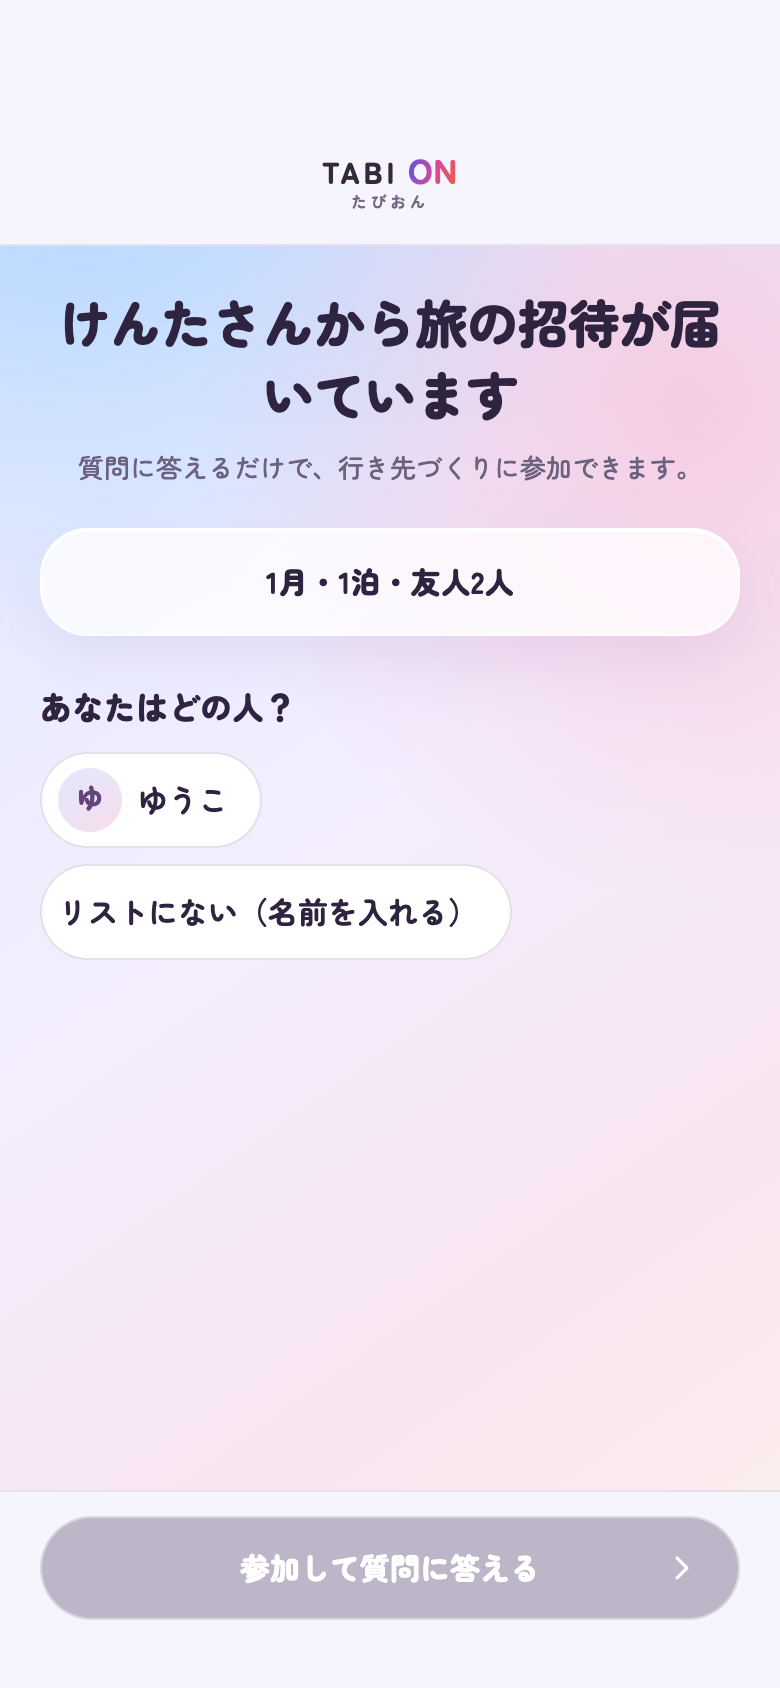 TABI ON
たびおん
けんたさんから旅の招待が届
いています
質問に答えるだけで、行き先づくりに参加できます。
1月・1泊・友人2人
あなたはどの人？
ゆ ゆうこ
リストにない（名前を入れる）
参加して質問に答える